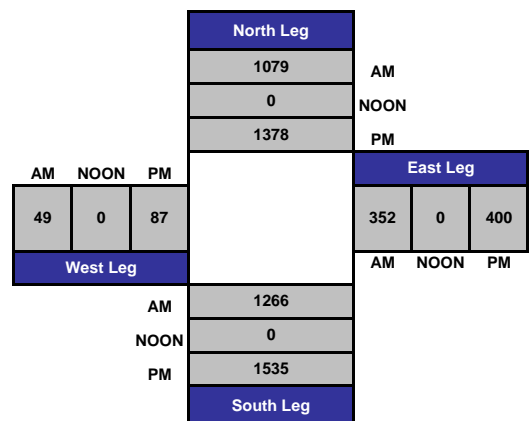 North Leg
1079 AM
0 NOON
1378 PM
AM NOON PM
East Leg
49 0 87
352 0 400
West Leg
AM NOON PM
AM 1266
NOON 0
PM 1535
South Leg